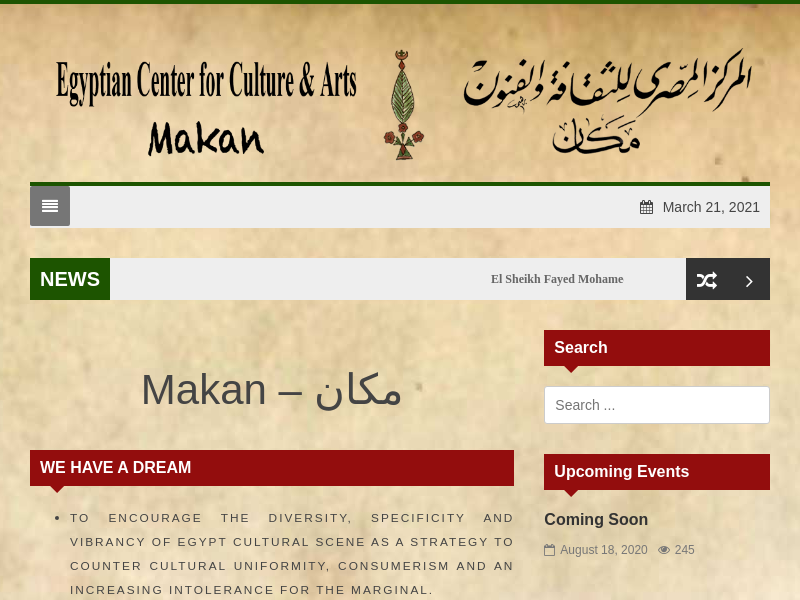 Egyptian Center for Culture & Arts
Makan
المركز المصرى للثقافة والفنون
مكان
March 21, 2021
NEWS
El Sheikh Fayed Mohame
Makan – مكان
WE HAVE A DREAM
• TO ENCOURAGE THE DIVERSITY, SPECIFICITY AND
VIBRANCY OF EGYPT CULTURAL SCENE AS A STRATEGY TO
COUNTER CULTURAL UNIFORMITY, CONSUMERISM AND AN
INCREASING INTOLERANCE FOR THE MARGINAL.
Search
Search ...
Upcoming Events
Coming Soon
August 18, 2020 245